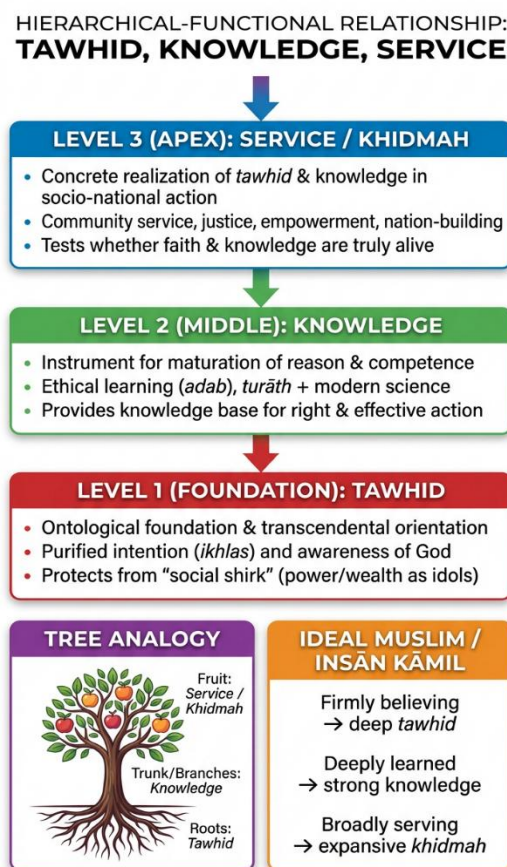 HIERARCHICAL-FUNCTIONAL RELATIONSHIP:
TAWHID, KNOWLEDGE, SERVICE
LEVEL 3 (APEX): SERVICE / KHIDMAH
• Concrete realization of tawhid & knowledge in
socio-national action
• Community service, justice, empowerment, nation-building
• Tests whether faith & knowledge are truly alive
LEVEL 2 (MIDDLE): KNOWLEDGE
• Instrument for maturation of reason & competence
• Ethical learning (adab), turāth + modern science
• Provides knowledge base for right & effective action
LEVEL 1 (FOUNDATION): TAWHID
• Ontological foundation & transcendental orientation
• Purified intention (ikhlas) and awareness of God
• Protects from “social shirk” (power/wealth as idols)
TREE ANALOGY
Fruit:
Service /
Khidmah
Trunk/Branches:
Knowledge
Roots:
Tawhid
IDEAL MUSLIM /
INSĀN KĀMIL
Firmly believing
→ deep tawhid
Deeply learned
→ strong knowledge
Broadly serving
→ expansive khidmah